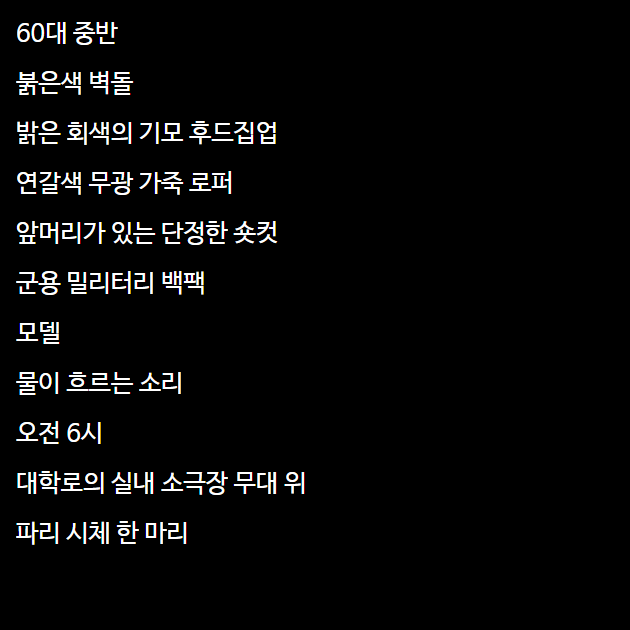 60대 중반
붉은색 벽돌
밝은 회색의 기모 후드집업
연갈색 무광 가죽 로퍼
앞머리가 있는 단정한 숏컷
군용 밀리터리 백팩
모델
물이 흐르는 소리
오전 6시
대학로의 실내 소극장 무대 위
파리 시체 한 마리